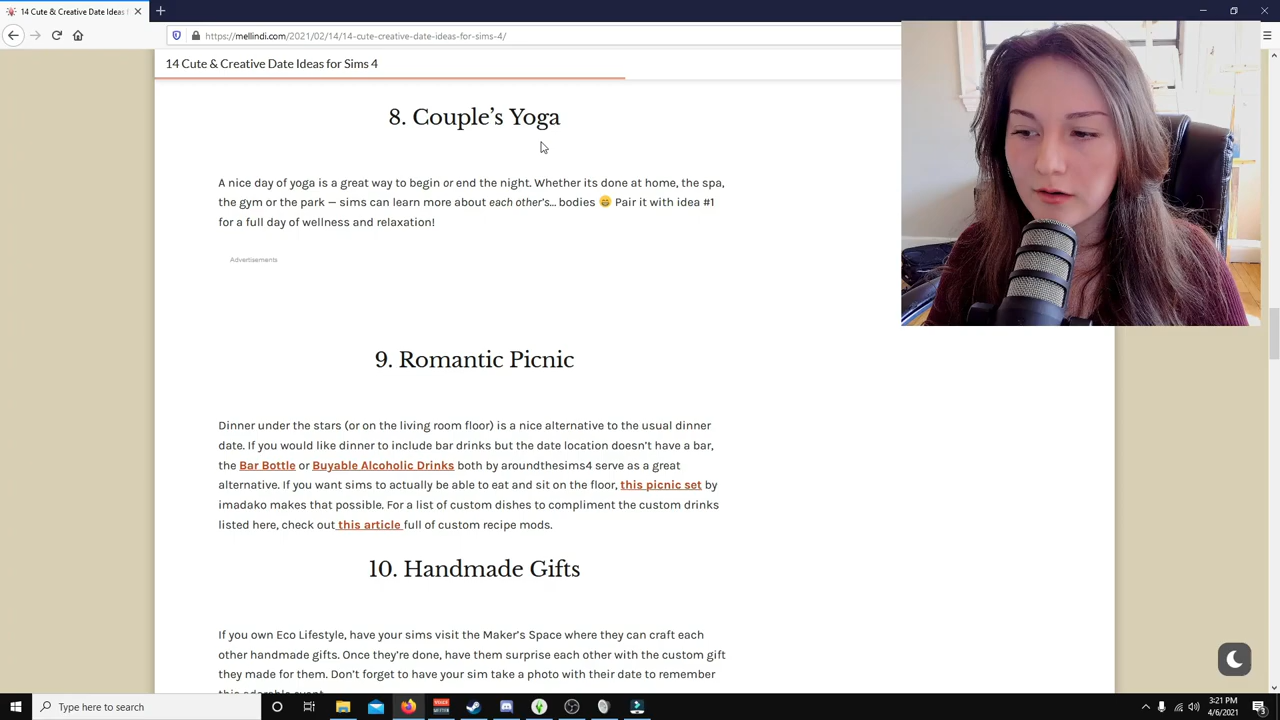 14 Cute & Creative Date Ideas f
https://mellindi.com/2021/02/14/14-cute-creative-date-ideas-for-sims-4/
14 Cute & Creative Date Ideas for Sims 4
8. Couple's Yoga
A nice day of yoga is a great way to begin or end the night. Whether its done at home, the spa,
the gym or the park — sims can learn more about each other's… bodies 😄 Pair it with idea #1
for a full day of wellness and relaxation!
Advertisements
9. Romantic Picnic
Dinner under the stars (or on the living room floor) is a nice alternative to the usual dinner
date. If you would like dinner to include bar drinks but the date location doesn't have a bar,
the Bar Bottle or Buyable Alcoholic Drinks both by aroundthesims4 serve as a great
alternative. If you want sims to actually be able to eat and sit on the floor, this picnic set by
imadako makes that possible. For a list of custom dishes to compliment the custom drinks
listed here, check out this article full of custom recipe mods.
10. Handmade Gifts
If you own Eco Lifestyle, have your sims visit the Maker's Space where they can craft each
other handmade gifts. Once they're done, have them surprise each other with the custom gift
they made for them. Don't forget to have your sim take a photo with their date to remember
this adorable event.
Type here to search
3:21 PM
4/6/2021